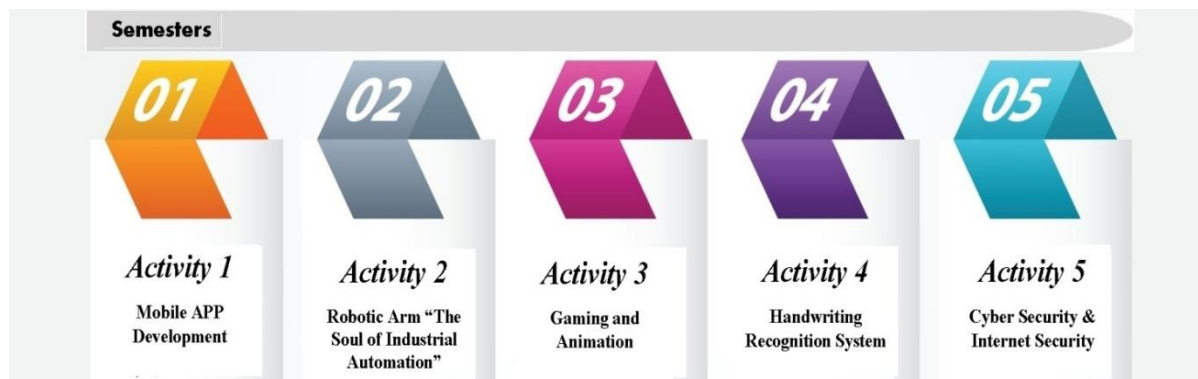 Semesters
01
02
03
04
05
Activity 1
Mobile APP
Development
Activity 2
Robotic Arm “The
Soul of Industrial
Automation”
Activity 3
Gaming and
Animation
Activity 4
Handwriting
Recognition System
Activity 5
Cyber Security &
Internet Security